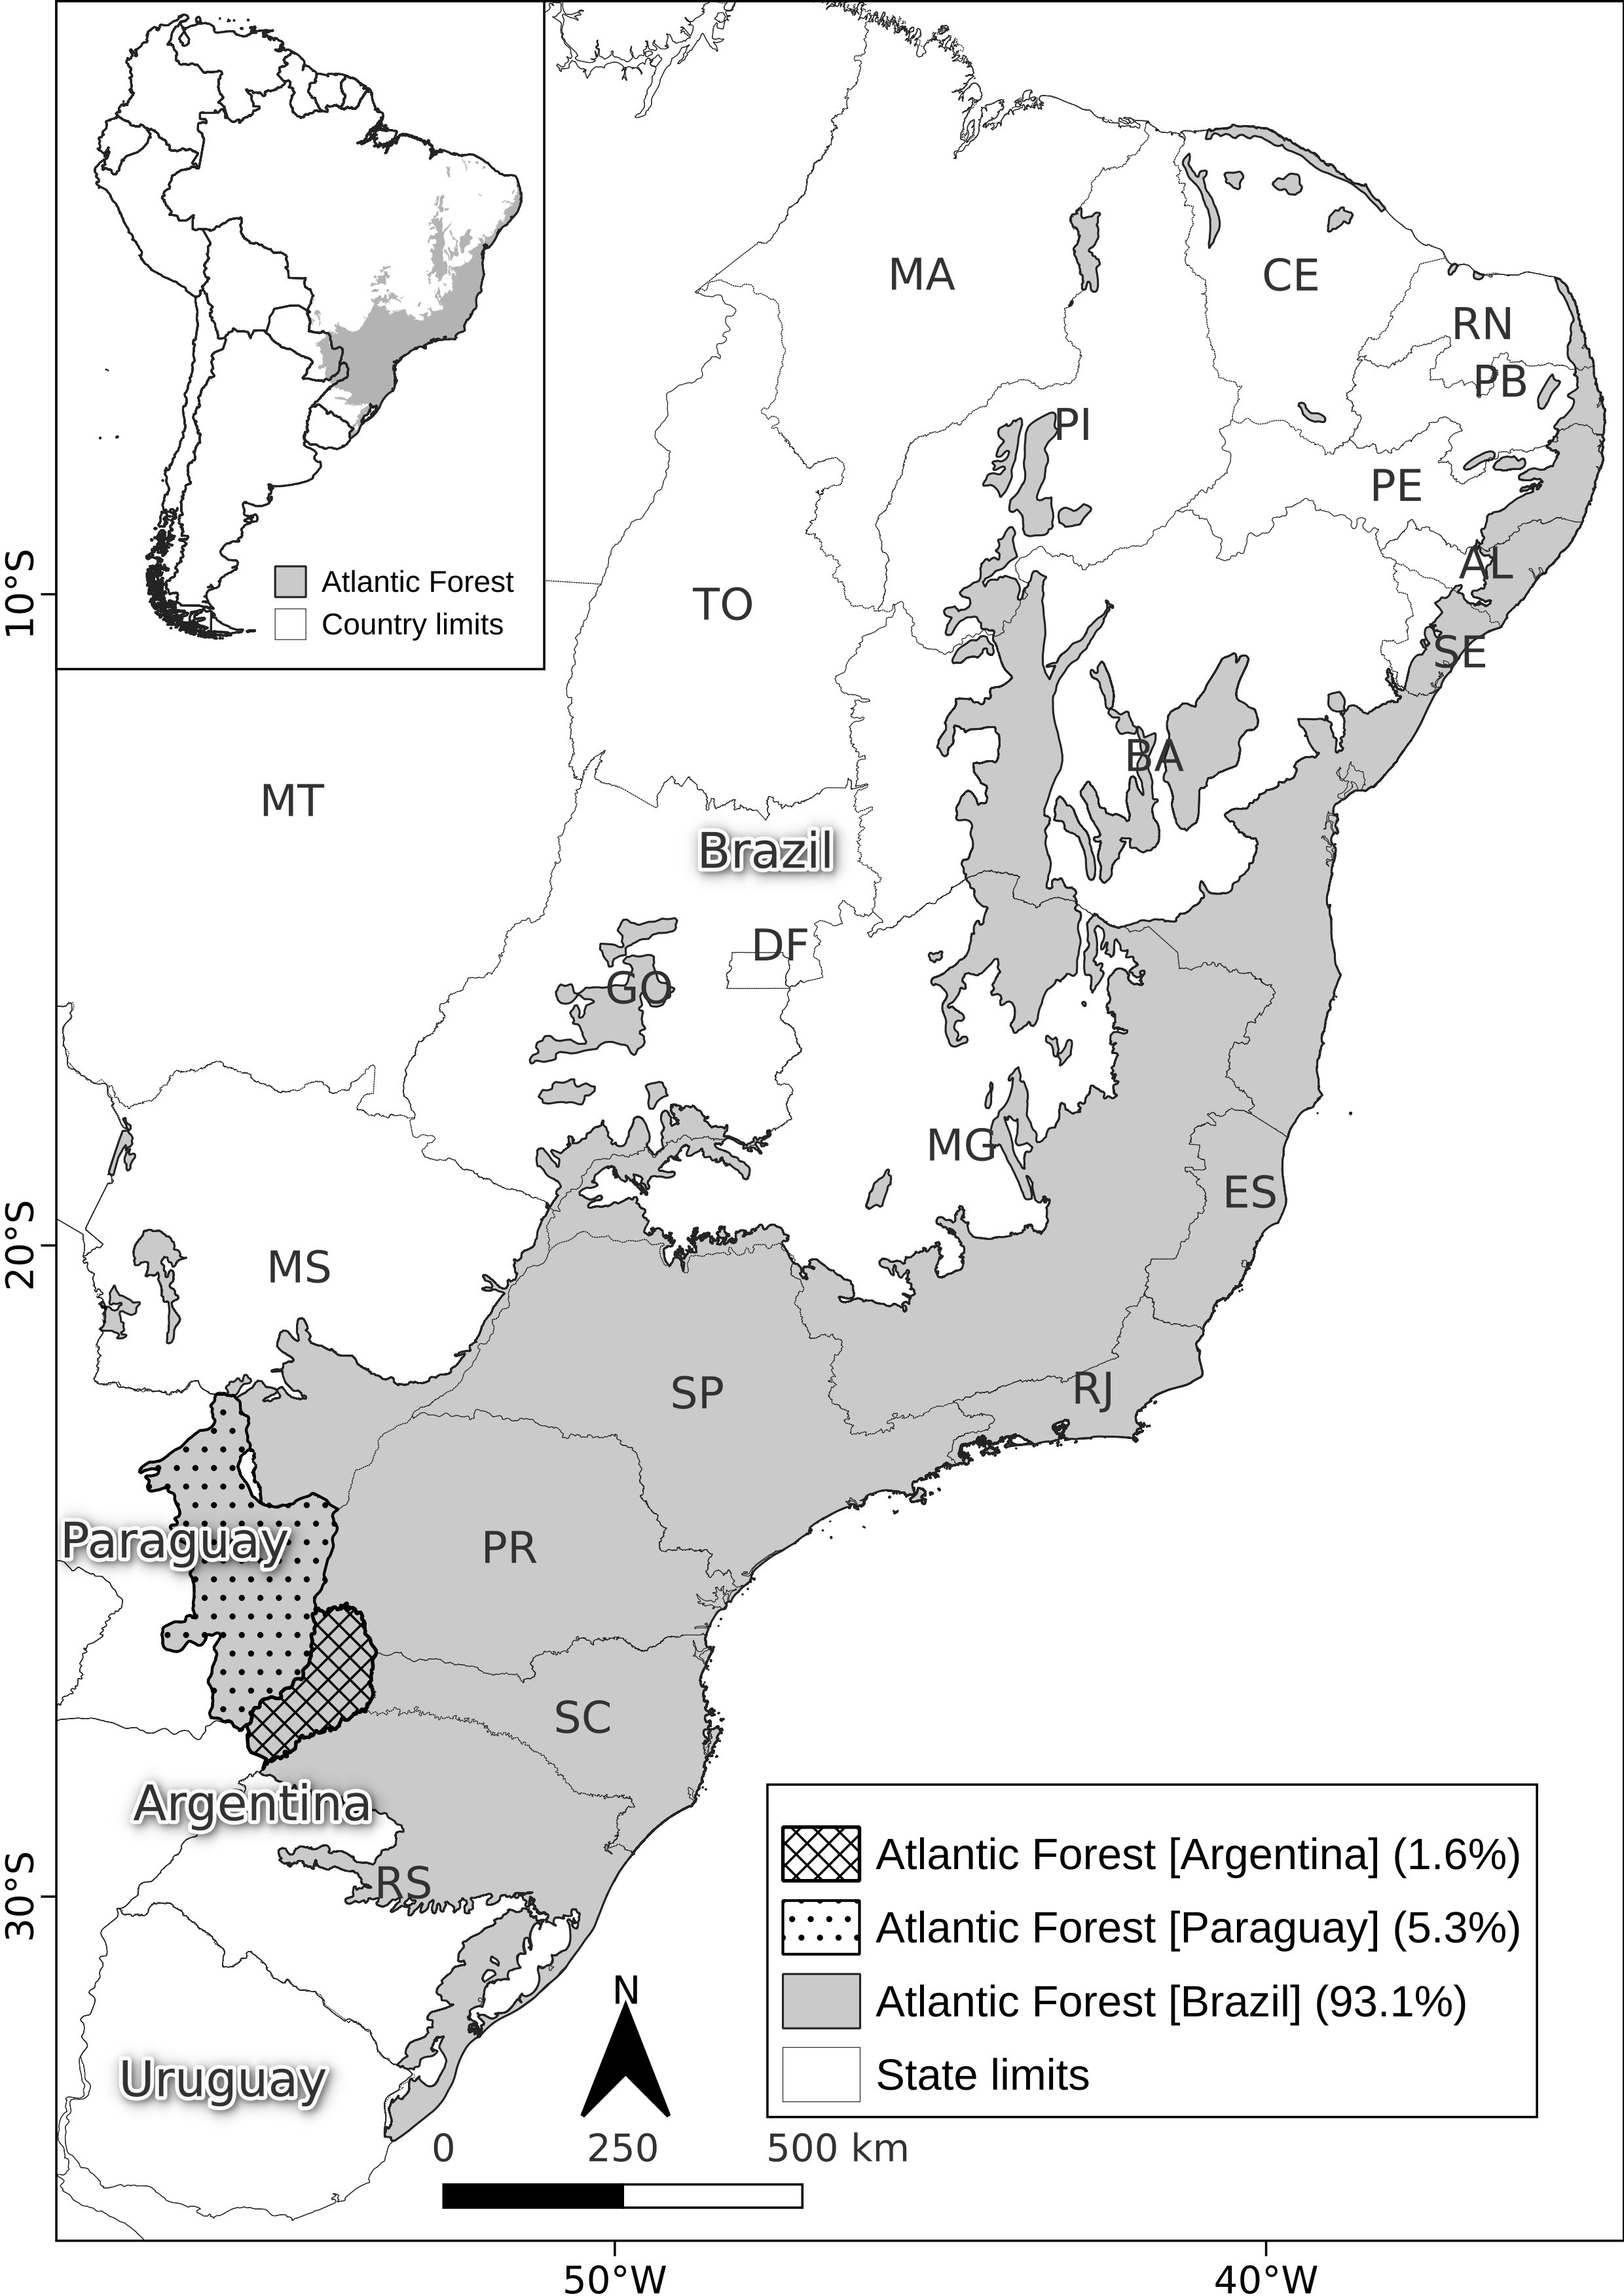 Atlantic Forest
Country limits
MA
CE
RN
PB
PI
PE
AL
SE
TO
BA
MT
Brazil
DF
GO
MG
ES
MS
SP
RJ
Paraguay
PR
SC
Argentina
RS
Uruguay
N
0 250 500 km
Atlantic Forest [Argentina] (1.6%)
Atlantic Forest [Paraguay] (5.3%)
Atlantic Forest [Brazil] (93.1%)
State limits
10°S
20°S
30°S
50°W 40°W